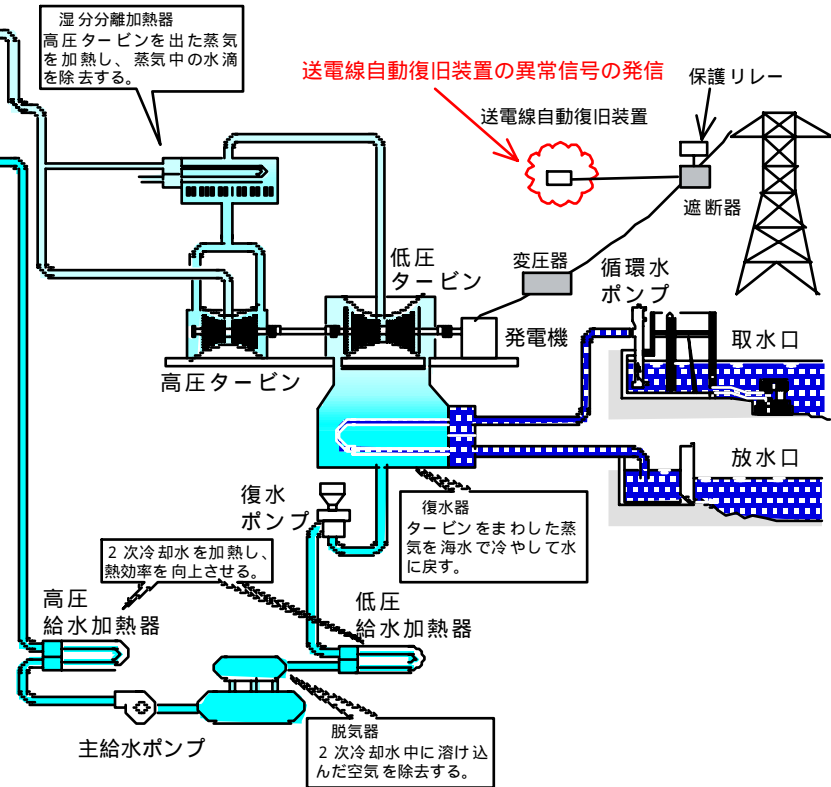 湿分分離加熱器
高圧タービンを出た蒸気
を加熱し、蒸気中の水滴
を除去する。
送電線自動復旧装置の異常信号の発信
保護リレー
送電線自動復旧装置
遮断器
低圧
タービン
変圧器
循環水
ポンプ
発電機
取水口
高圧タービン
放水口
復水
ポンプ
復水器
タービンをまわした蒸
気を海水で冷やして水
に戻す。
2次冷却水を加熱し、
熱効率を向上させる。
高圧
給水加熱器
低圧
給水加熱器
主給水ポンプ
脱気器
2次冷却水中に溶け込
んだ空気を除去する。